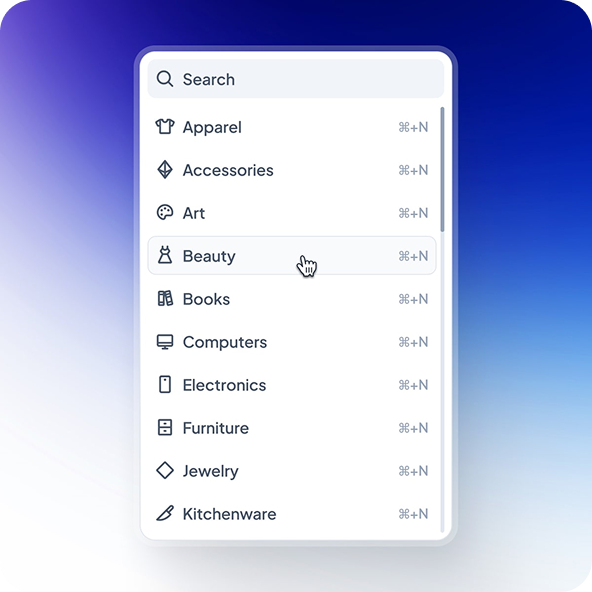 Search
Apparel ⌘+N
Accessories ⌘+N
Art ⌘+N
Beauty ⌘+N
Books ⌘+N
Computers ⌘+N
Electronics ⌘+N
Furniture ⌘+N
Jewelry ⌘+N
Kitchenware ⌘+N